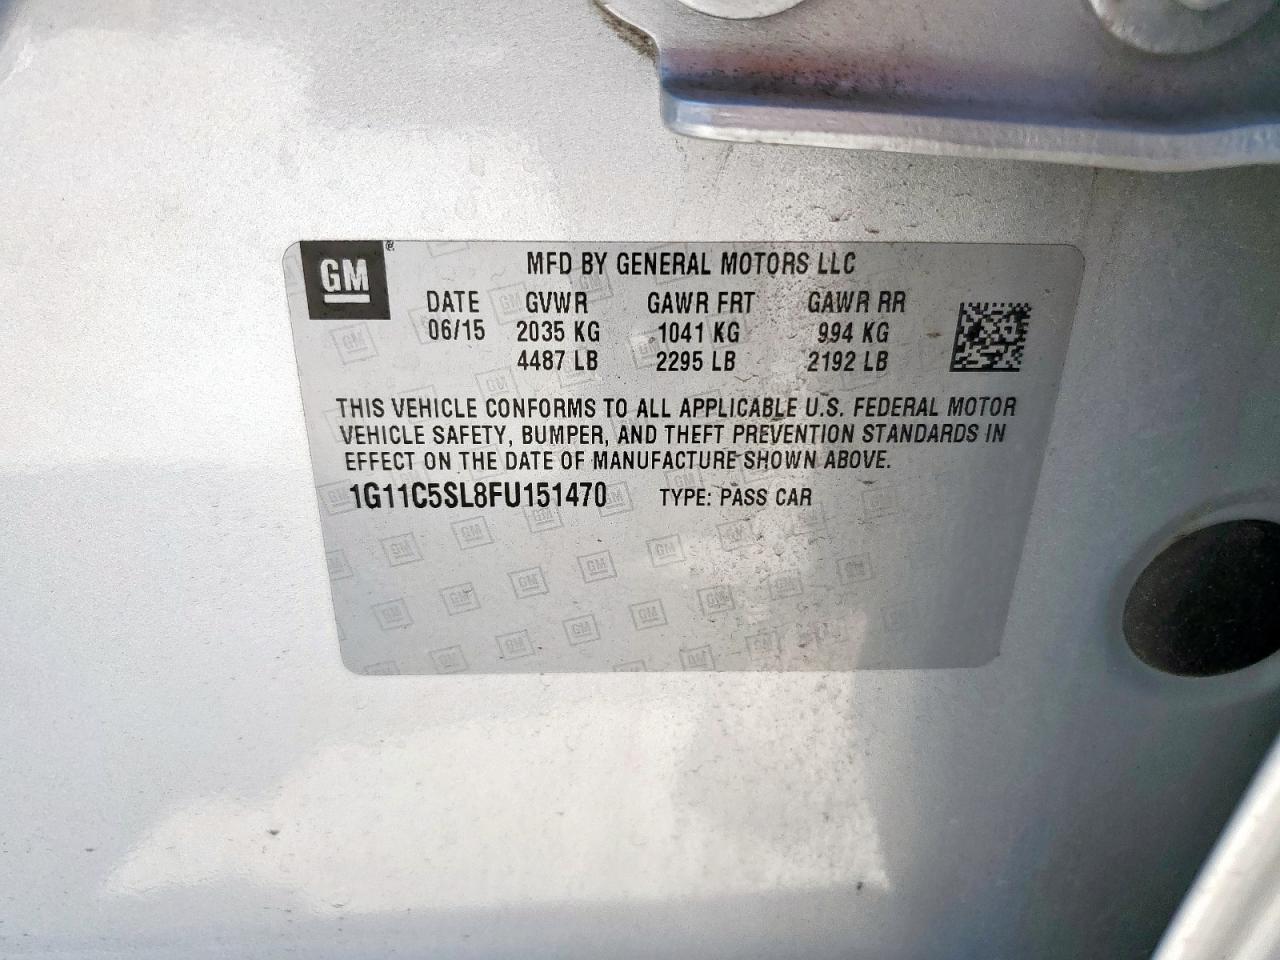 GM ®
MFD BY GENERAL MOTORS LLC
DATE GVWR GAWR FRT GAWR RR
06/15 2035 KG 1041 KG 994 KG
4487 LB 2295 LB 2192 LB
THIS VEHICLE CONFORMS TO ALL APPLICABLE U.S. FEDERAL MOTOR
VEHICLE SAFETY, BUMPER, AND THEFT PREVENTION STANDARDS IN
EFFECT ON THE DATE OF MANUFACTURE SHOWN ABOVE.
1G11C5SL8FU151470 TYPE: PASS CAR